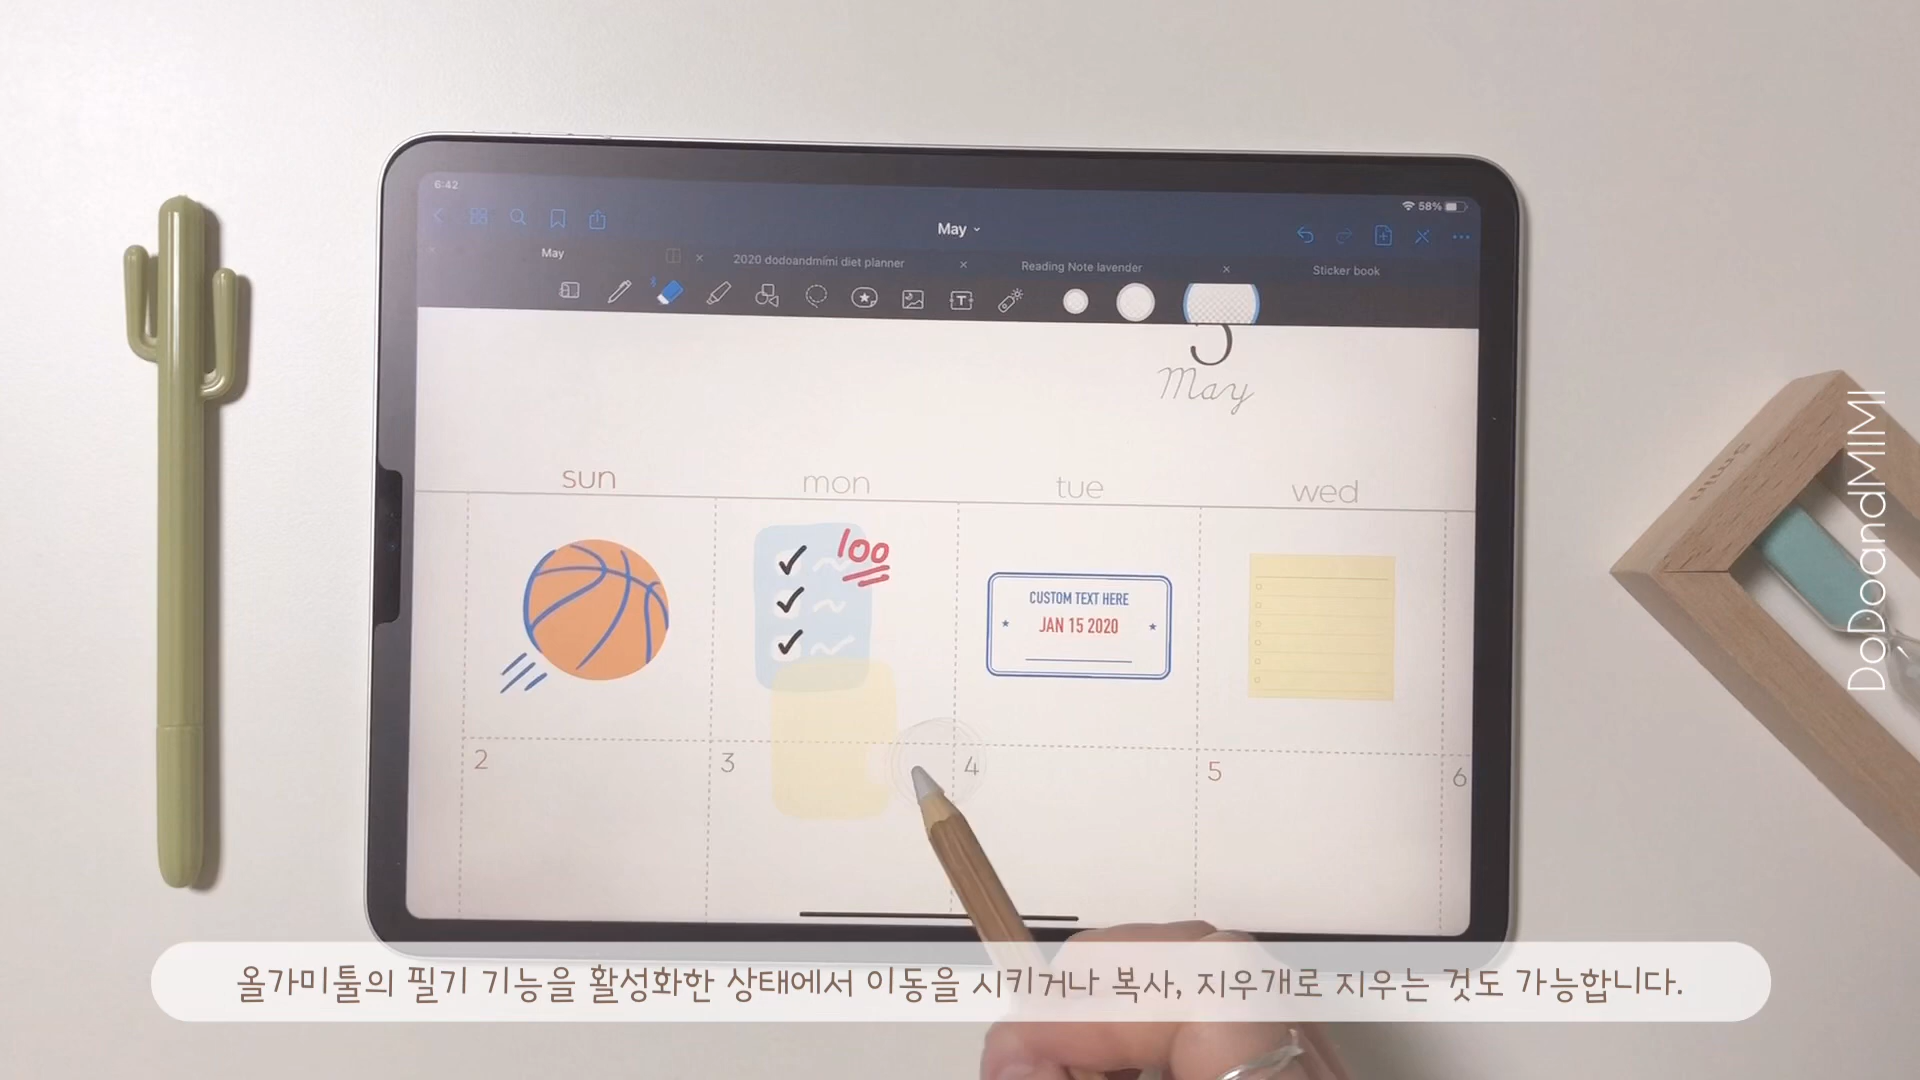 6:42
58%
May
May
2020 dodoandmimi diet planner
Reading Note lavender
Sticker book
5
May
sun
mon
tue
wed
100
CUSTOM TEXT HERE
JAN 15 2020
2
3
4
5
6
mmin
DoDoandMIMI
올가미툴의 필기 기능을 활성화한 상태에서 이동을 시키거나 복사, 지우개로 지우는 것도 가능합니다.